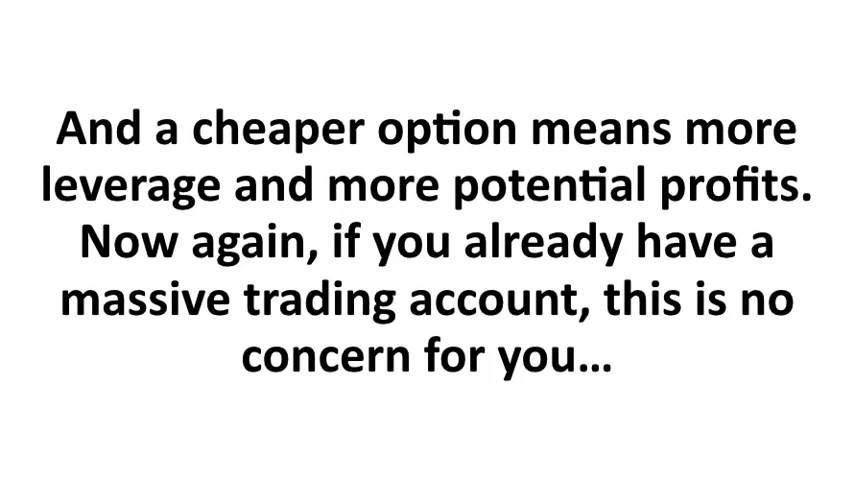 And a cheaper option means more
leverage and more potential profits.
Now again, if you already have a
massive trading account, this is no
concern for you...